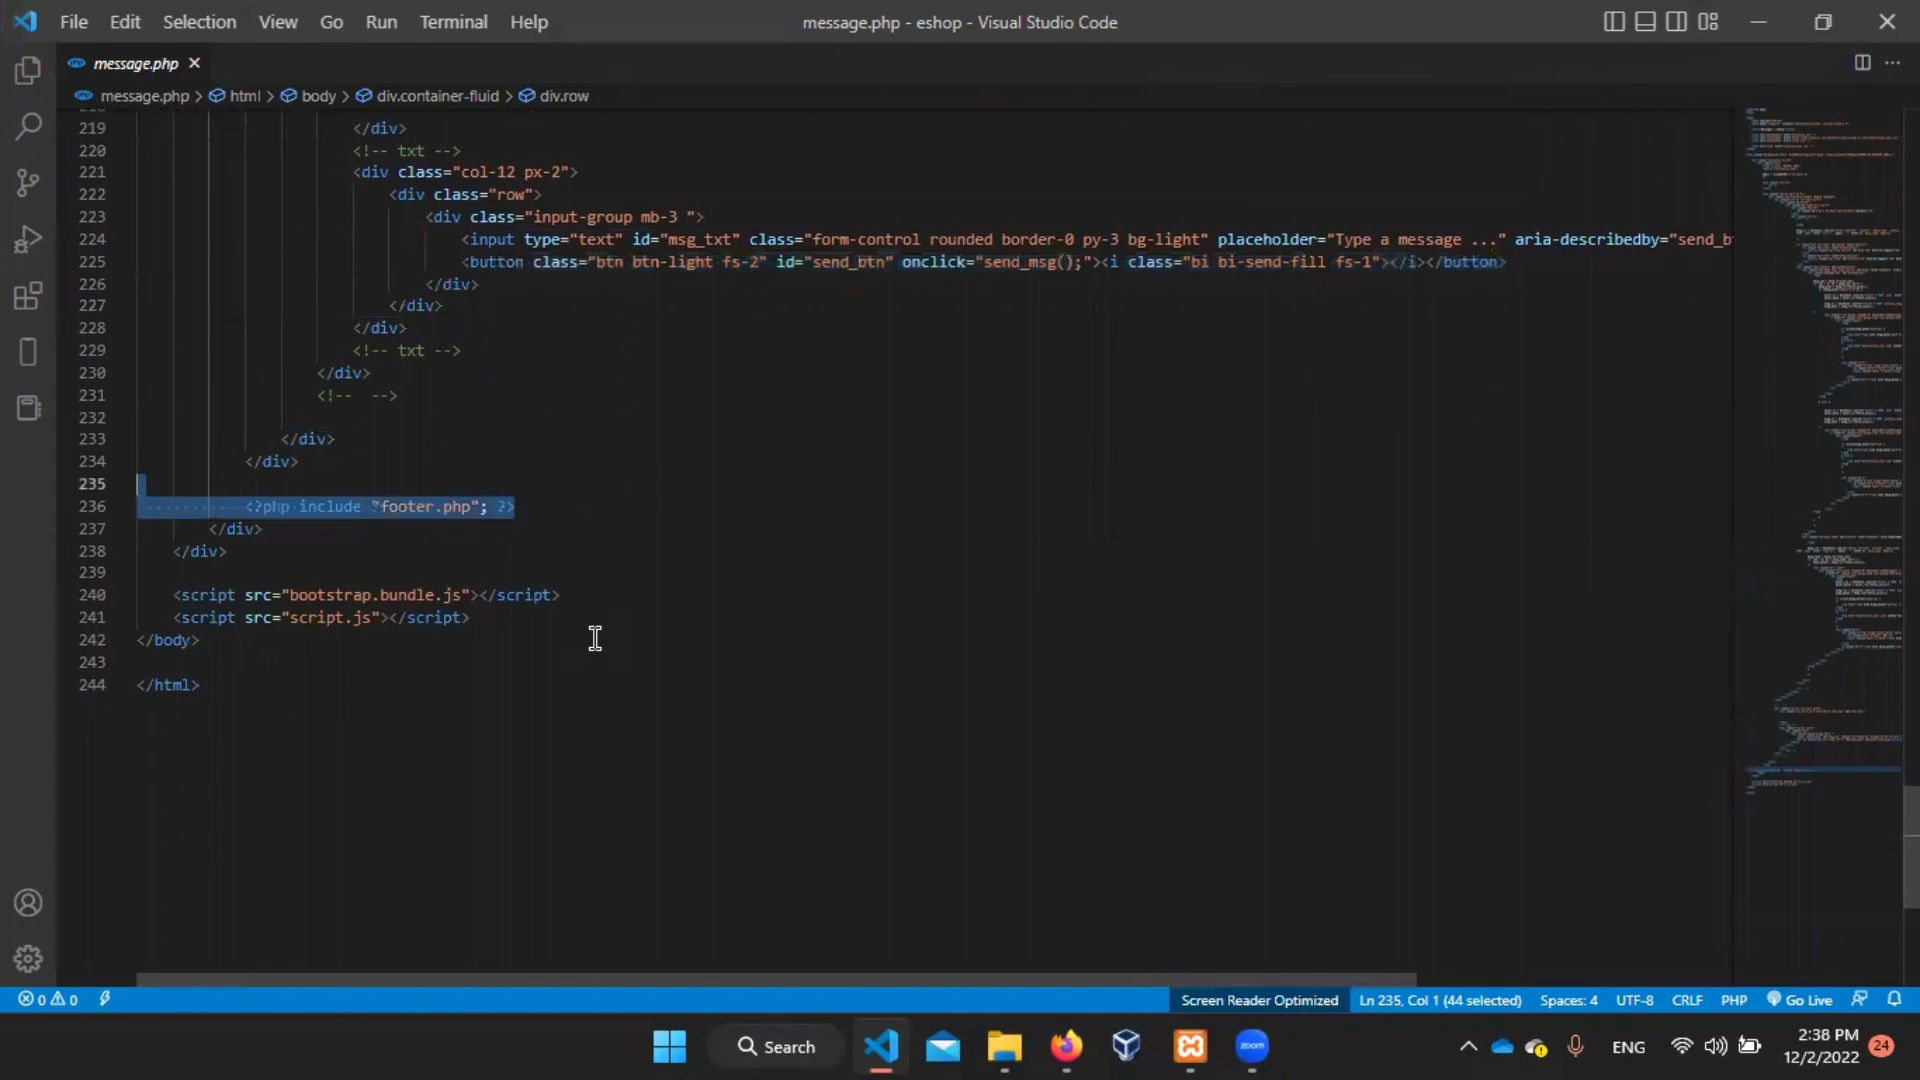 File Edit Selection View Go Run Terminal Help
message.php - eshop - Visual Studio Code
message.php
message.php > html > body > div.container-fluid > div.row
219 </div>
220 <!-- txt -->
221 <div class="col-12 px-2">
222 <div class="row">
223 <div class="input-group mb-3 ">
224 <input type="text" id="msg_txt" class="form-control rounded border-0 py-3 bg-light" placeholder="Type a message ..." aria-describedby="send_b
225 <button class="btn btn-light fs-2" id="send_btn" onclick="send_msg();"><i class="bi bi-send-fill fs-1"></i></button>
226 </div>
227 </div>
228 </div>
229 <!-- txt -->
230 </div>
231 <!--  -->
232
233 </div>
234 </div>
235
236 <?php include "footer.php"; ?>
237 </div>
238 </div>
239
240 <script src="bootstrap.bundle.js"></script>
241 <script src="script.js"></script>
242 </body>
243
244 </html>
0 0
Screen Reader Optimized Ln 235, Col 1 (44 selected) Spaces: 4 UTF-8 CRLF PHP Go Live
Search
zoom
ENG
2:38 PM
12/2/2022
24